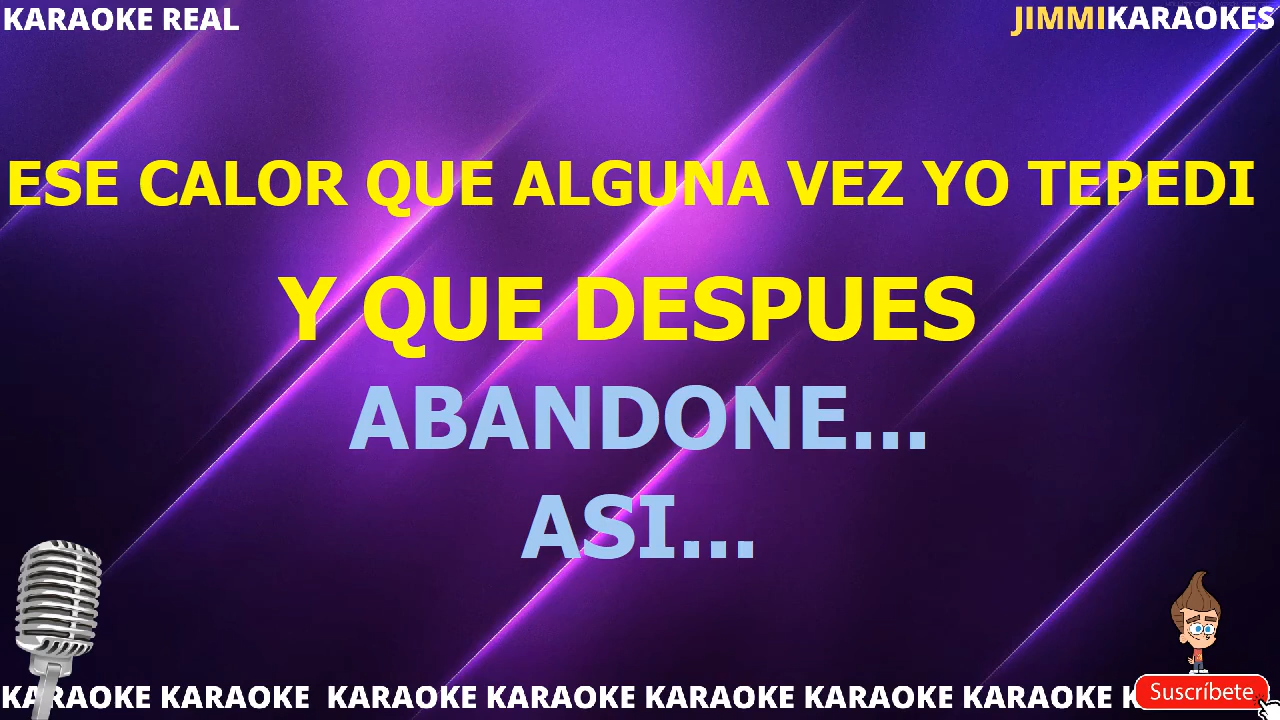 KARAOKE REAL
JIMMIKARAOKES
ESE CALOR QUE ALGUNA VEZ YO TEPEDI
Y QUE DESPUES
ABANDONE...
ASI...
KARAOKE KARAOKE KARAOKE KARAOKE KARAOKE KARAOKE KARAOKE K
Suscríbete